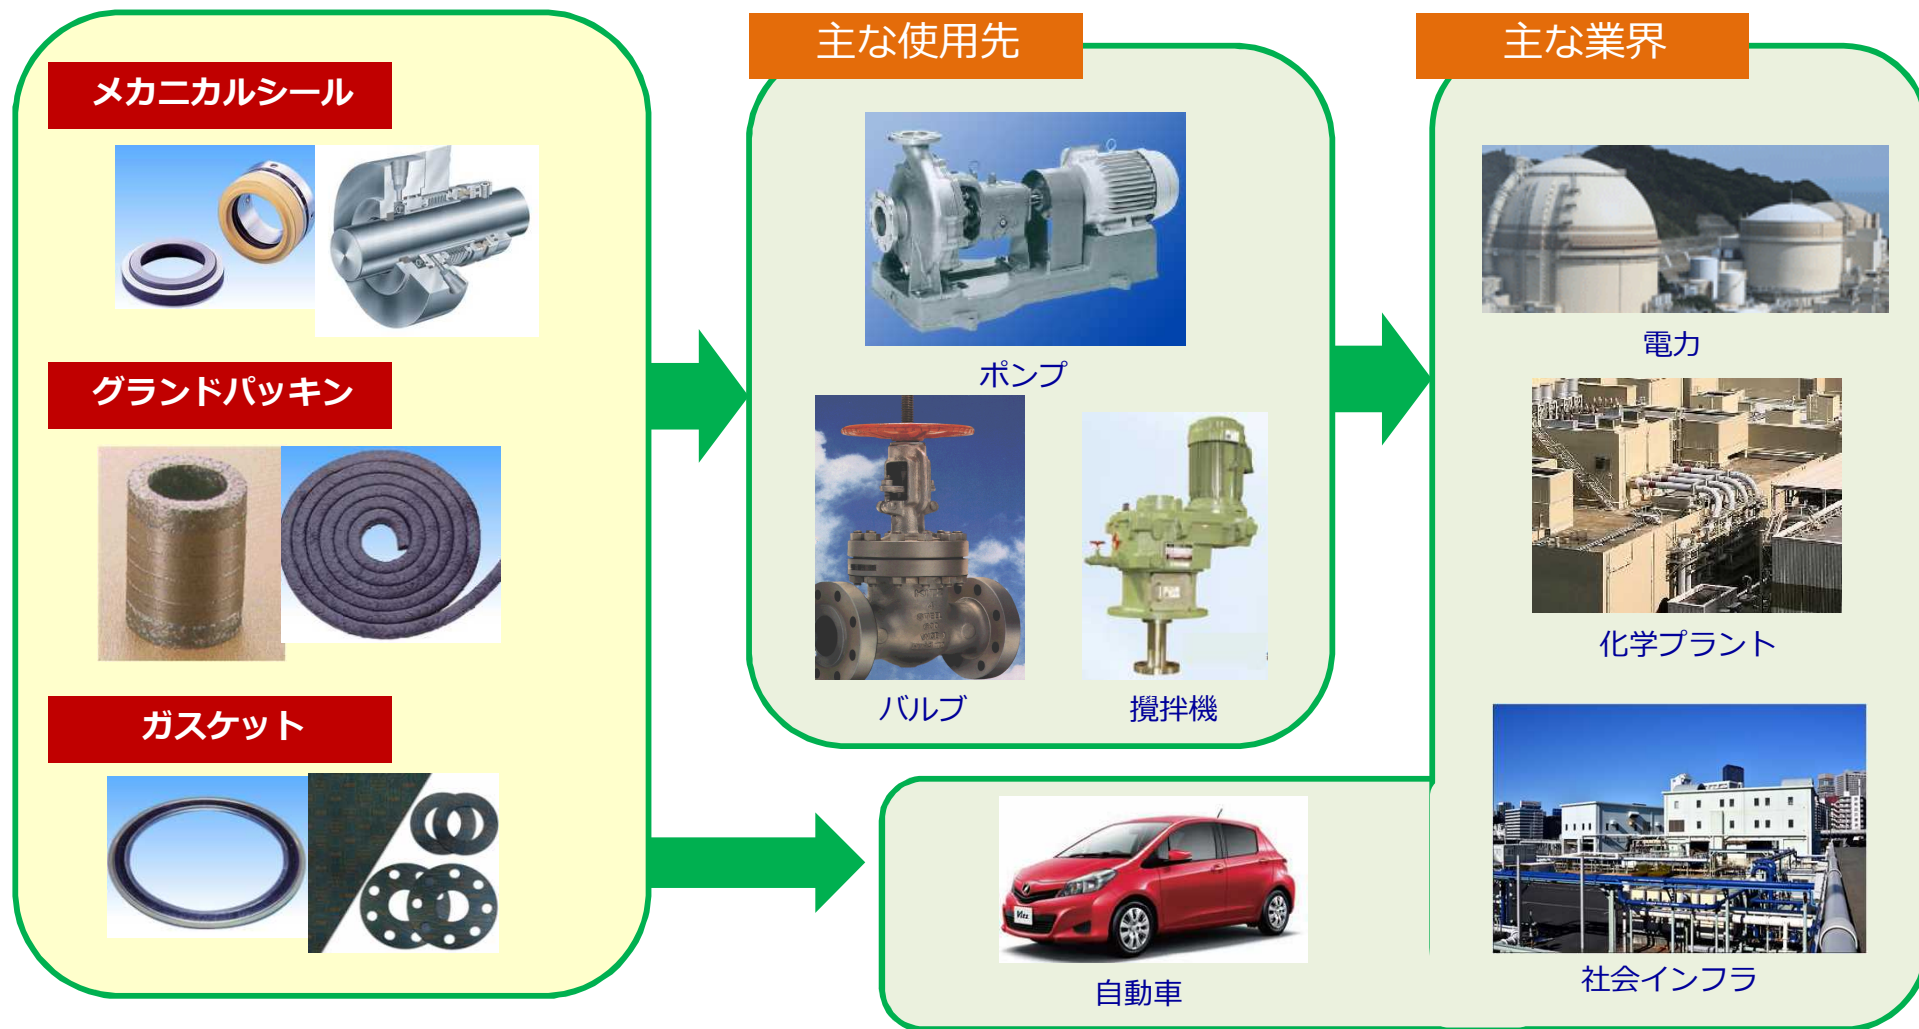 メカニカルシール
グランドパッキン
ガスケット
主な使用先
ポンプ
バルブ
攪拌機
自動車
Vitz
主な業界
電力
化学プラント
社会インフラ